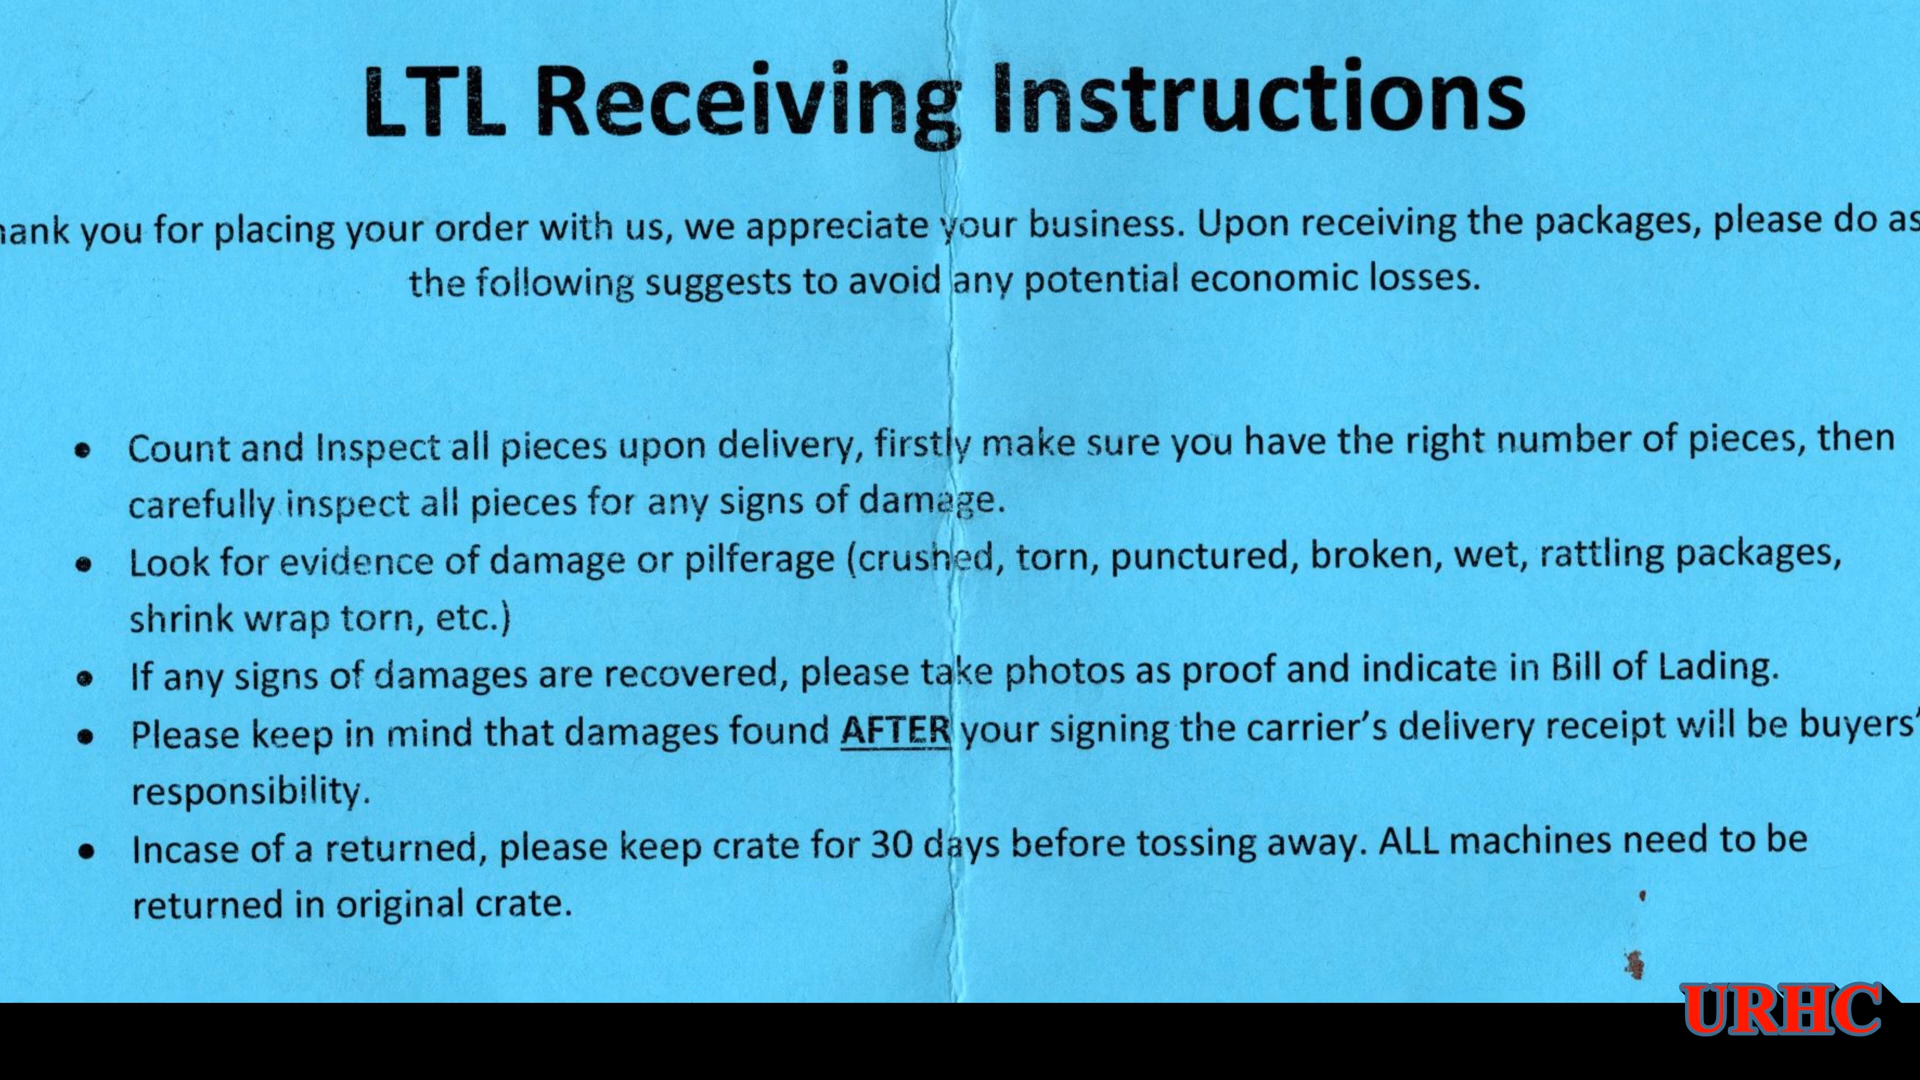 LTL Receiving Instructions
hank you for placing your order with us, we appreciate your business. Upon receiving the packages, please do as
the following suggests to avoid any potential economic losses.
• Count and Inspect all pieces upon delivery, firstly make sure you have the right number of pieces, then
carefully inspect all pieces for any signs of damage.
• Look for evidence of damage or pilferage (crushed, torn, punctured, broken, wet, rattling packages,
shrink wrap torn, etc.)
• If any signs of damages are recovered, please take photos as proof and indicate in Bill of Lading.
• Please keep in mind that damages found AFTER your signing the carrier’s delivery receipt will be buyers’
responsibility.
• Incase of a returned, please keep crate for 30 days before tossing away. ALL machines need to be
returned in original crate.
URHC